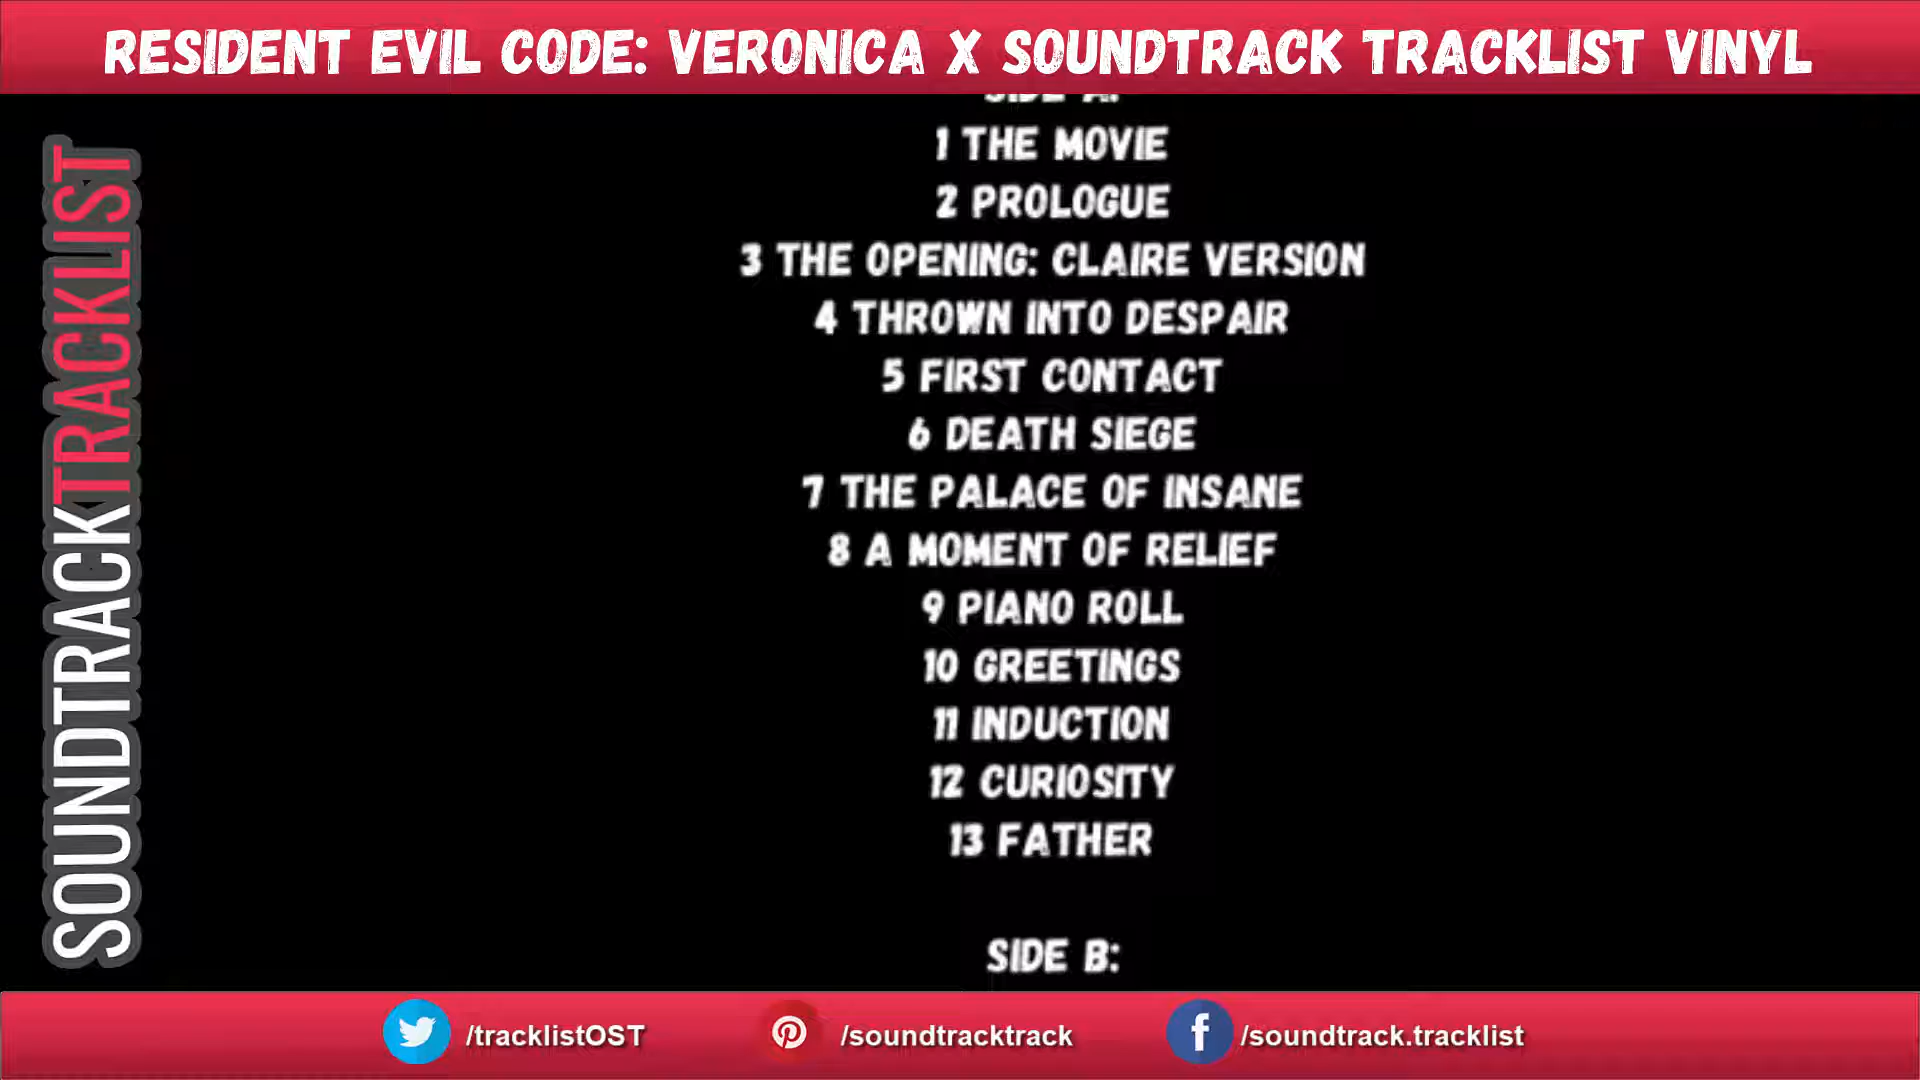 RESIDENT EVIL CODE: VERONICA X SOUNDTRACK TRACKLIST VINYL
SIDE A:
1 THE MOVIE
2 PROLOGUE
3 THE OPENING: CLAIRE VERSION
4 THROWN INTO DESPAIR
5 FIRST CONTACT
6 DEATH SIEGE
7 THE PALACE OF INSANE
8 A MOMENT OF RELIEF
9 PIANO ROLL
10 GREETINGS
11 INDUCTION
12 CURIOSITY
13 FATHER
SIDE B:
SOUNDTRACKTRACKLIST
/tracklistOST
/soundtracktrack
/soundtrack.tracklist